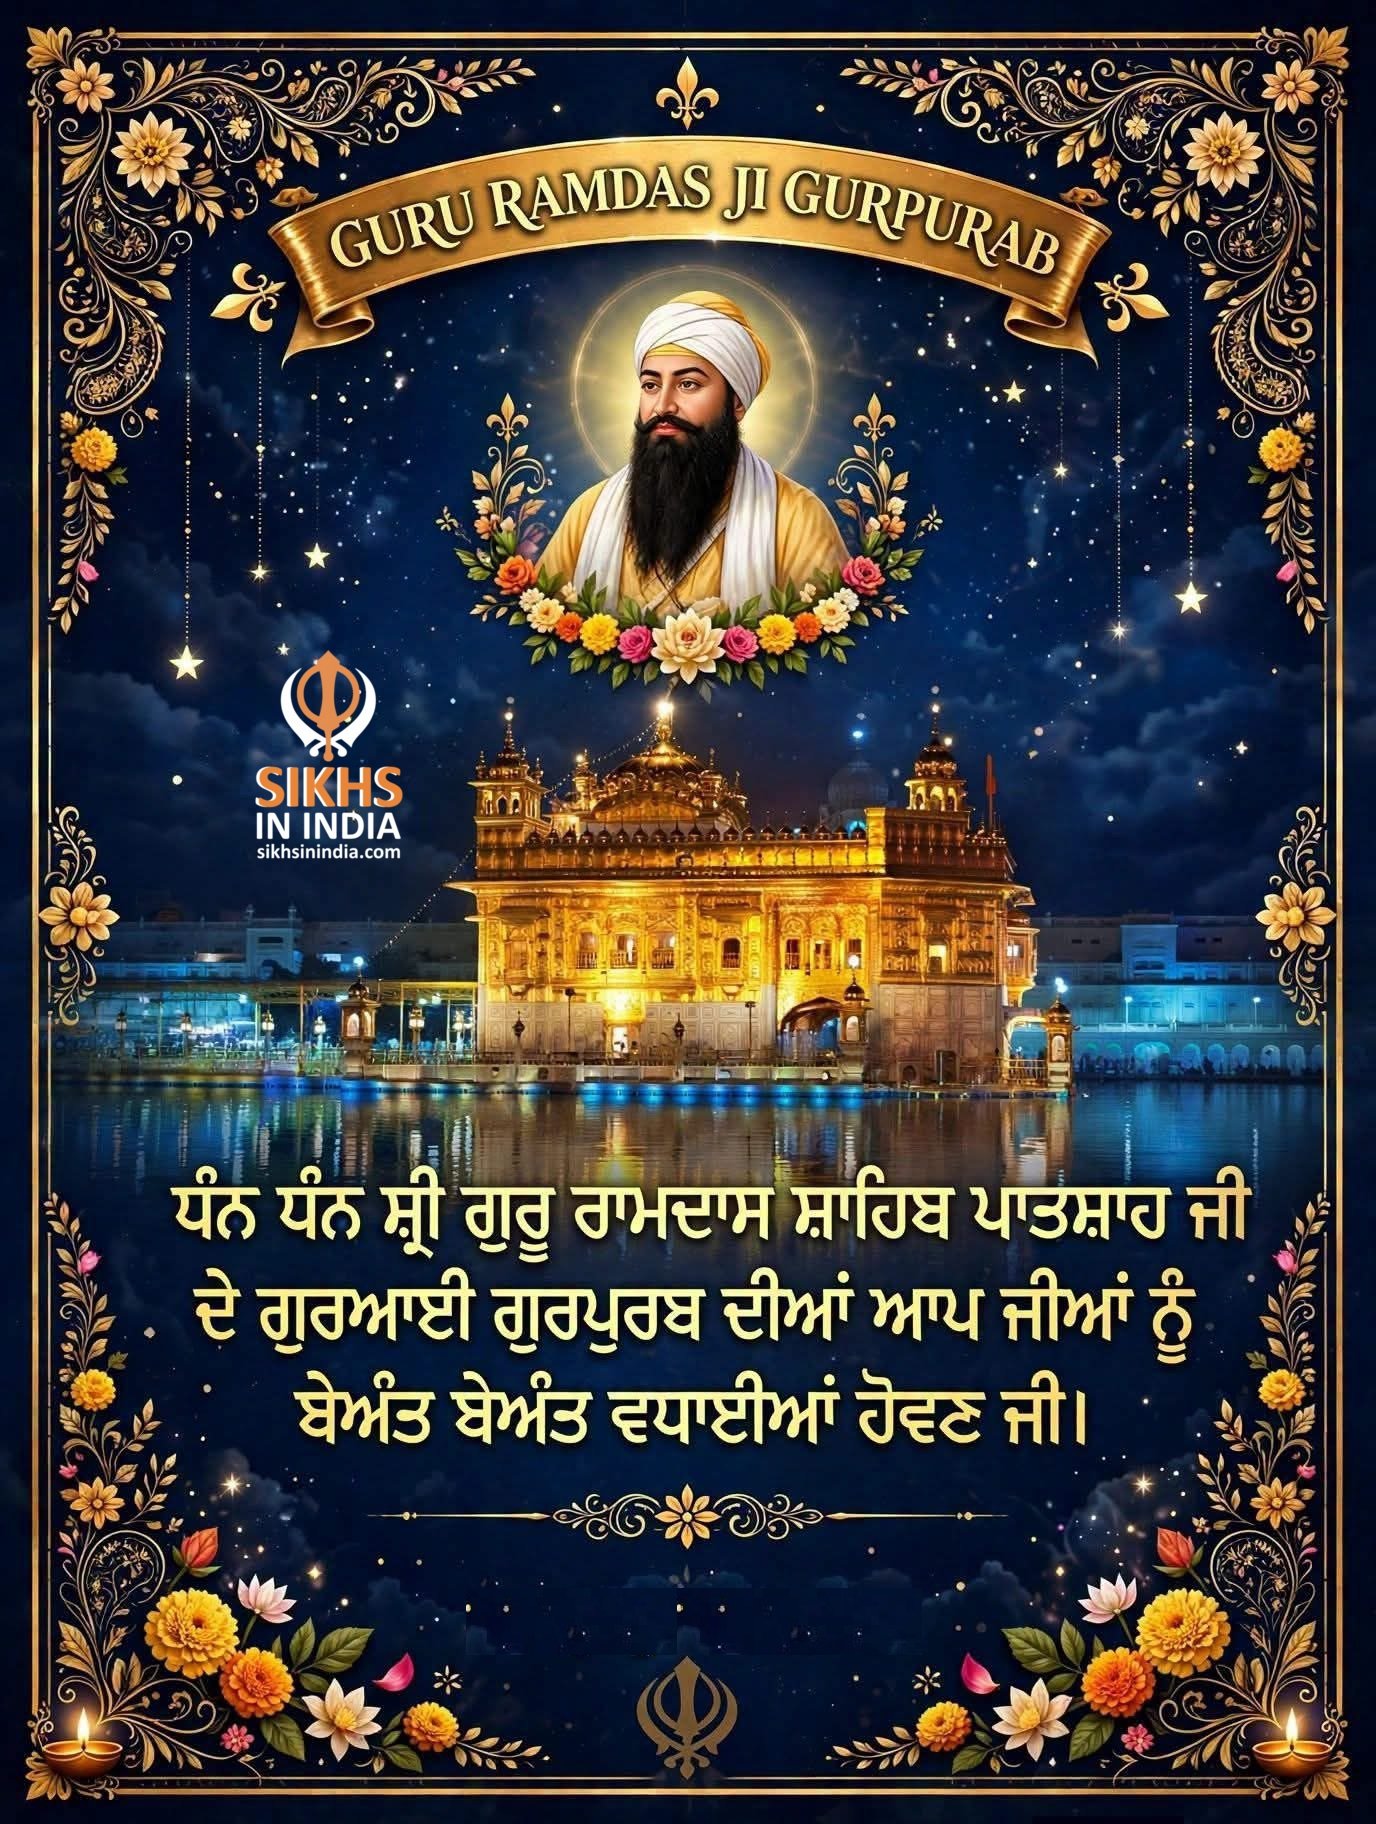 GURU RAMDAS JI GURPURAB
SIKHS
IN INDIA
sikhsinindia.com
ਧੰਨ ਧੰਨ ਸ਼੍ਰੀ ਗੁਰੂ ਰਾਮਦਾਸ ਸ਼ਾਹਿਬ ਪਾਤਸ਼ਾਹ ਜੀ
ਦੇ ਗੁਰਆਈ ਗੁਰਪੁਰਬ ਦੀਆਂ ਆਪ ਜੀਆਂ ਨੂੰ
ਬੇਅੰਤ ਬੇਅੰਤ ਵਧਾਈਆਂ ਹੋਵਣ ਜੀ।